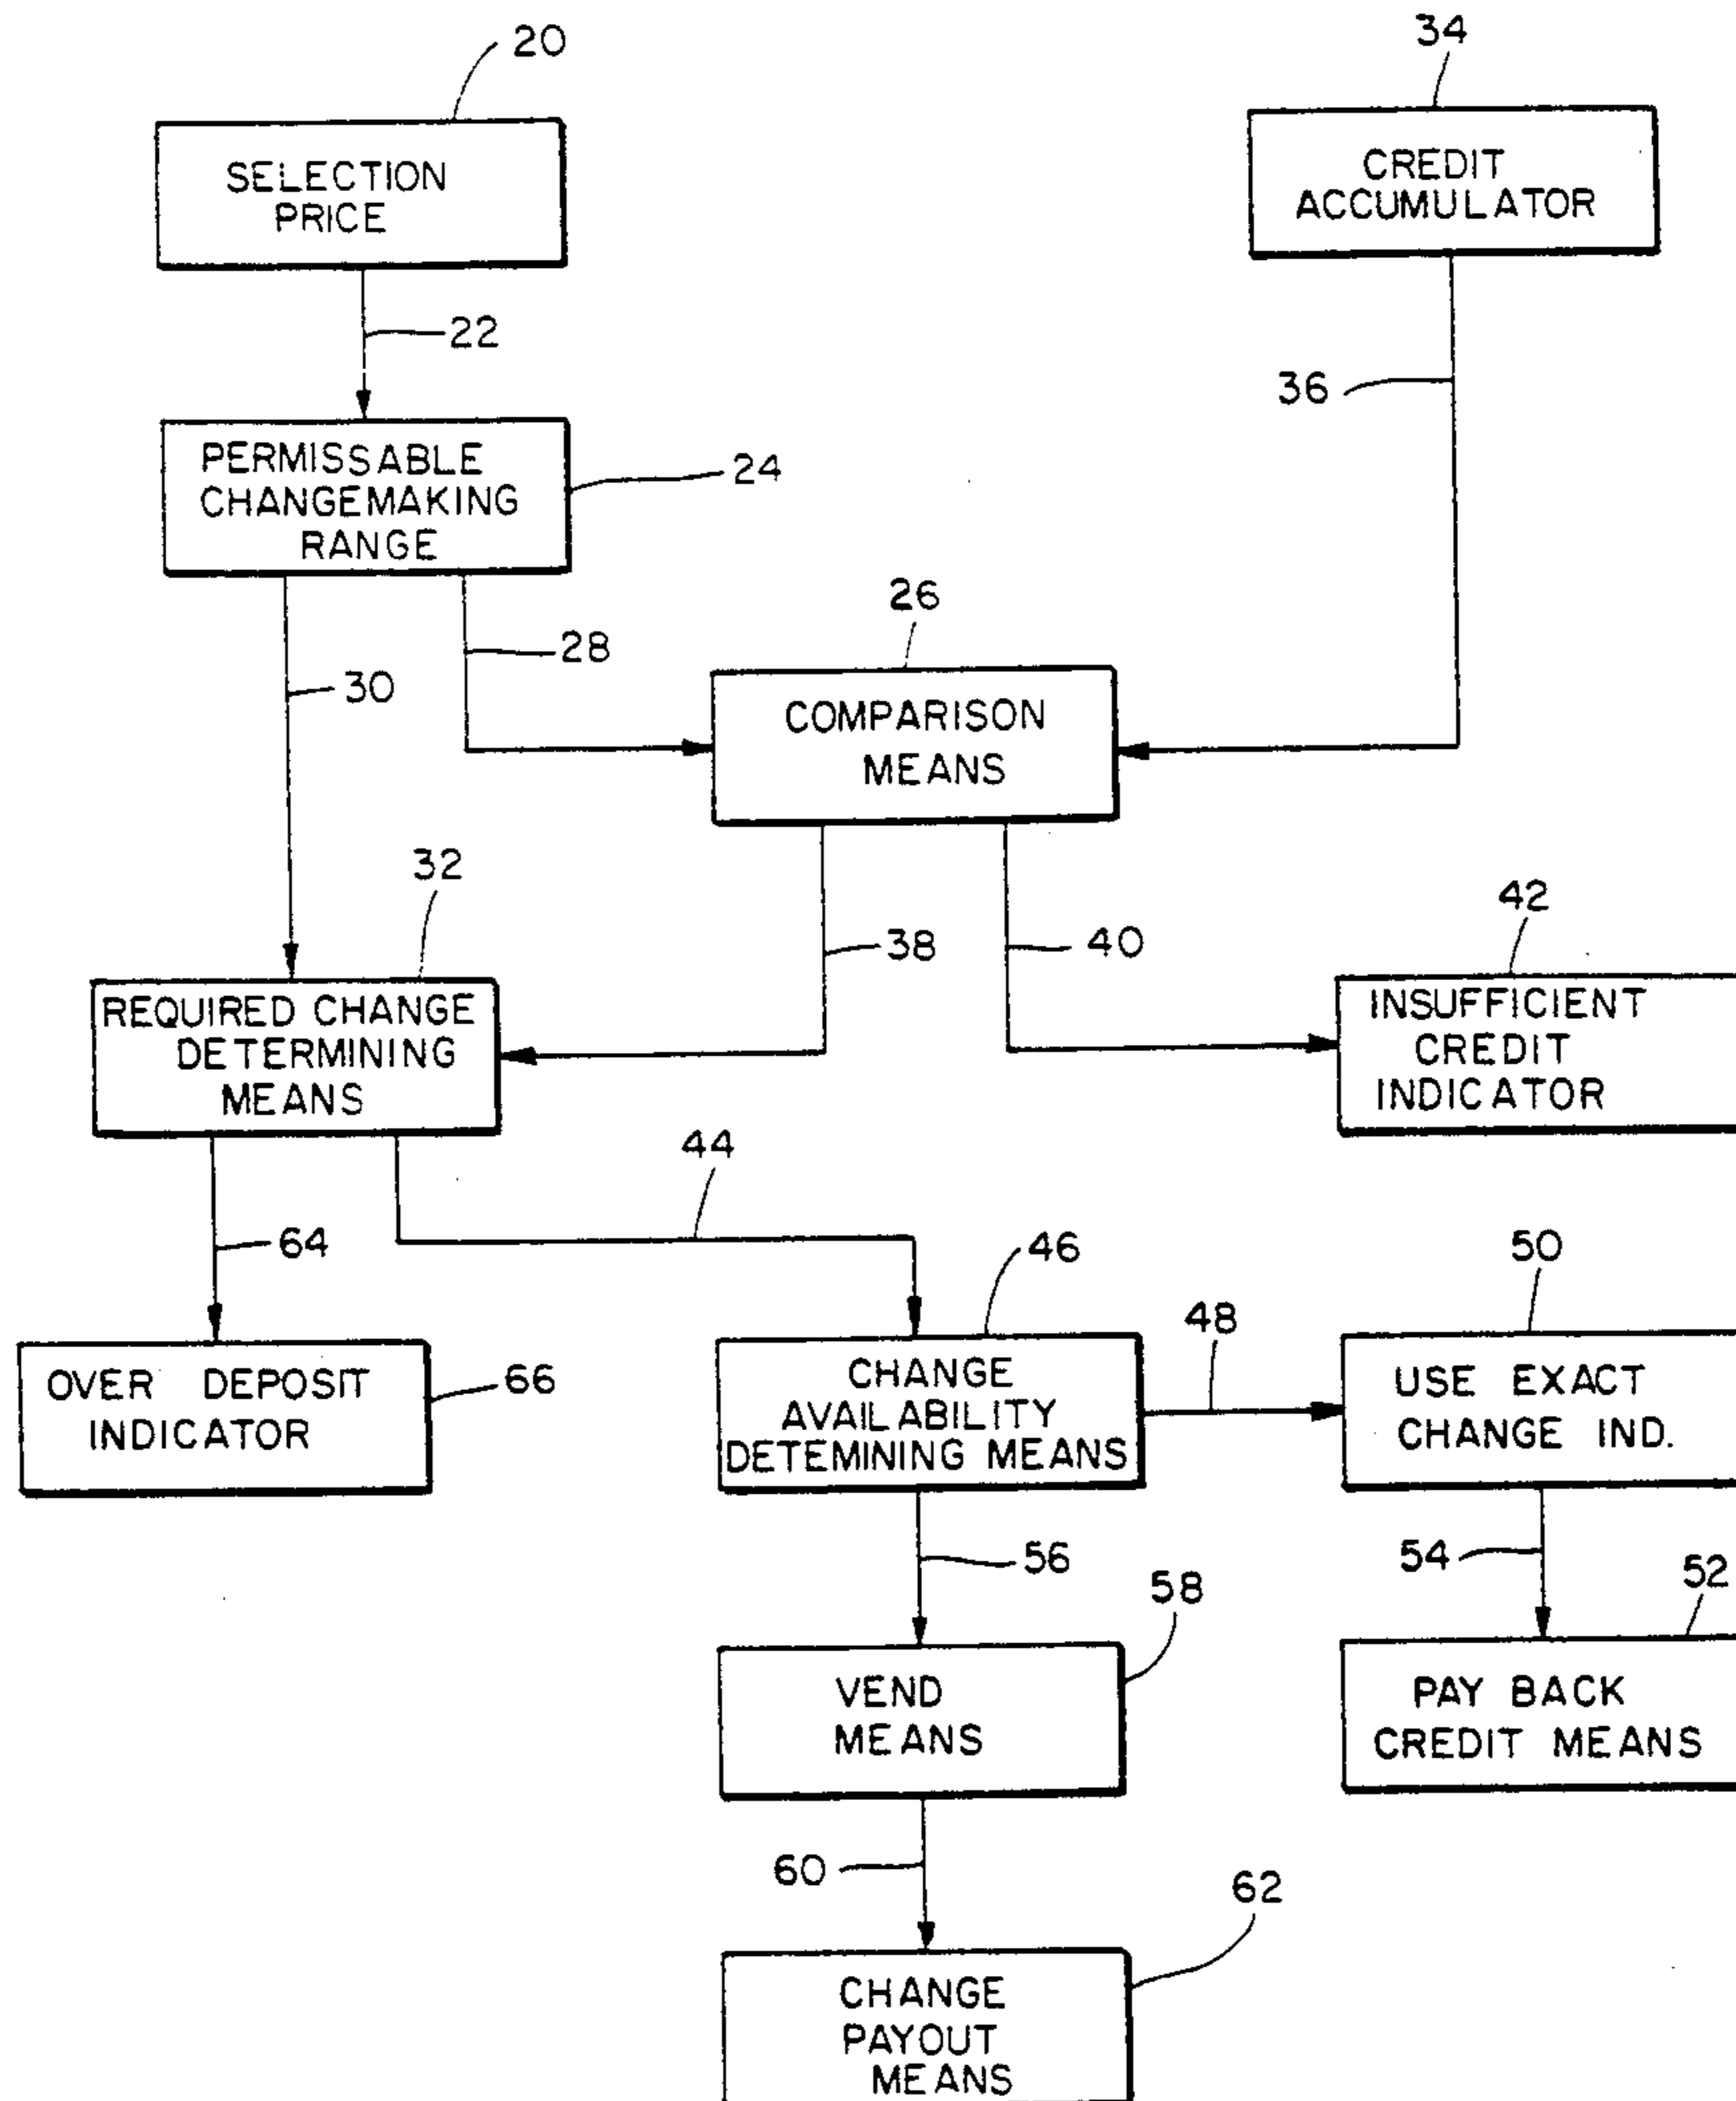 20
34
SELECTION
PRICE
CREDIT
ACCUMULATOR
22
36
PERMISSABLE
CHANGEMAKING
RANGE
24
26
28
30
COMPARISON
MEANS
32
38
40
42
REQUIRED CHANGE
DETERMINING
MEANS
INSUFFICIENT
CREDIT
INDICATOR
44
64
46
50
48
OVER DEPOSIT
INDICATOR
66
CHANGE
AVAILABILITY
DETEMINING MEANS
USE EXACT
CHANGE IND.
56
54
58
52
VEND
MEANS
PAY BACK
CREDIT MEANS
60
62
CHANGE
PAYOUT
MEANS